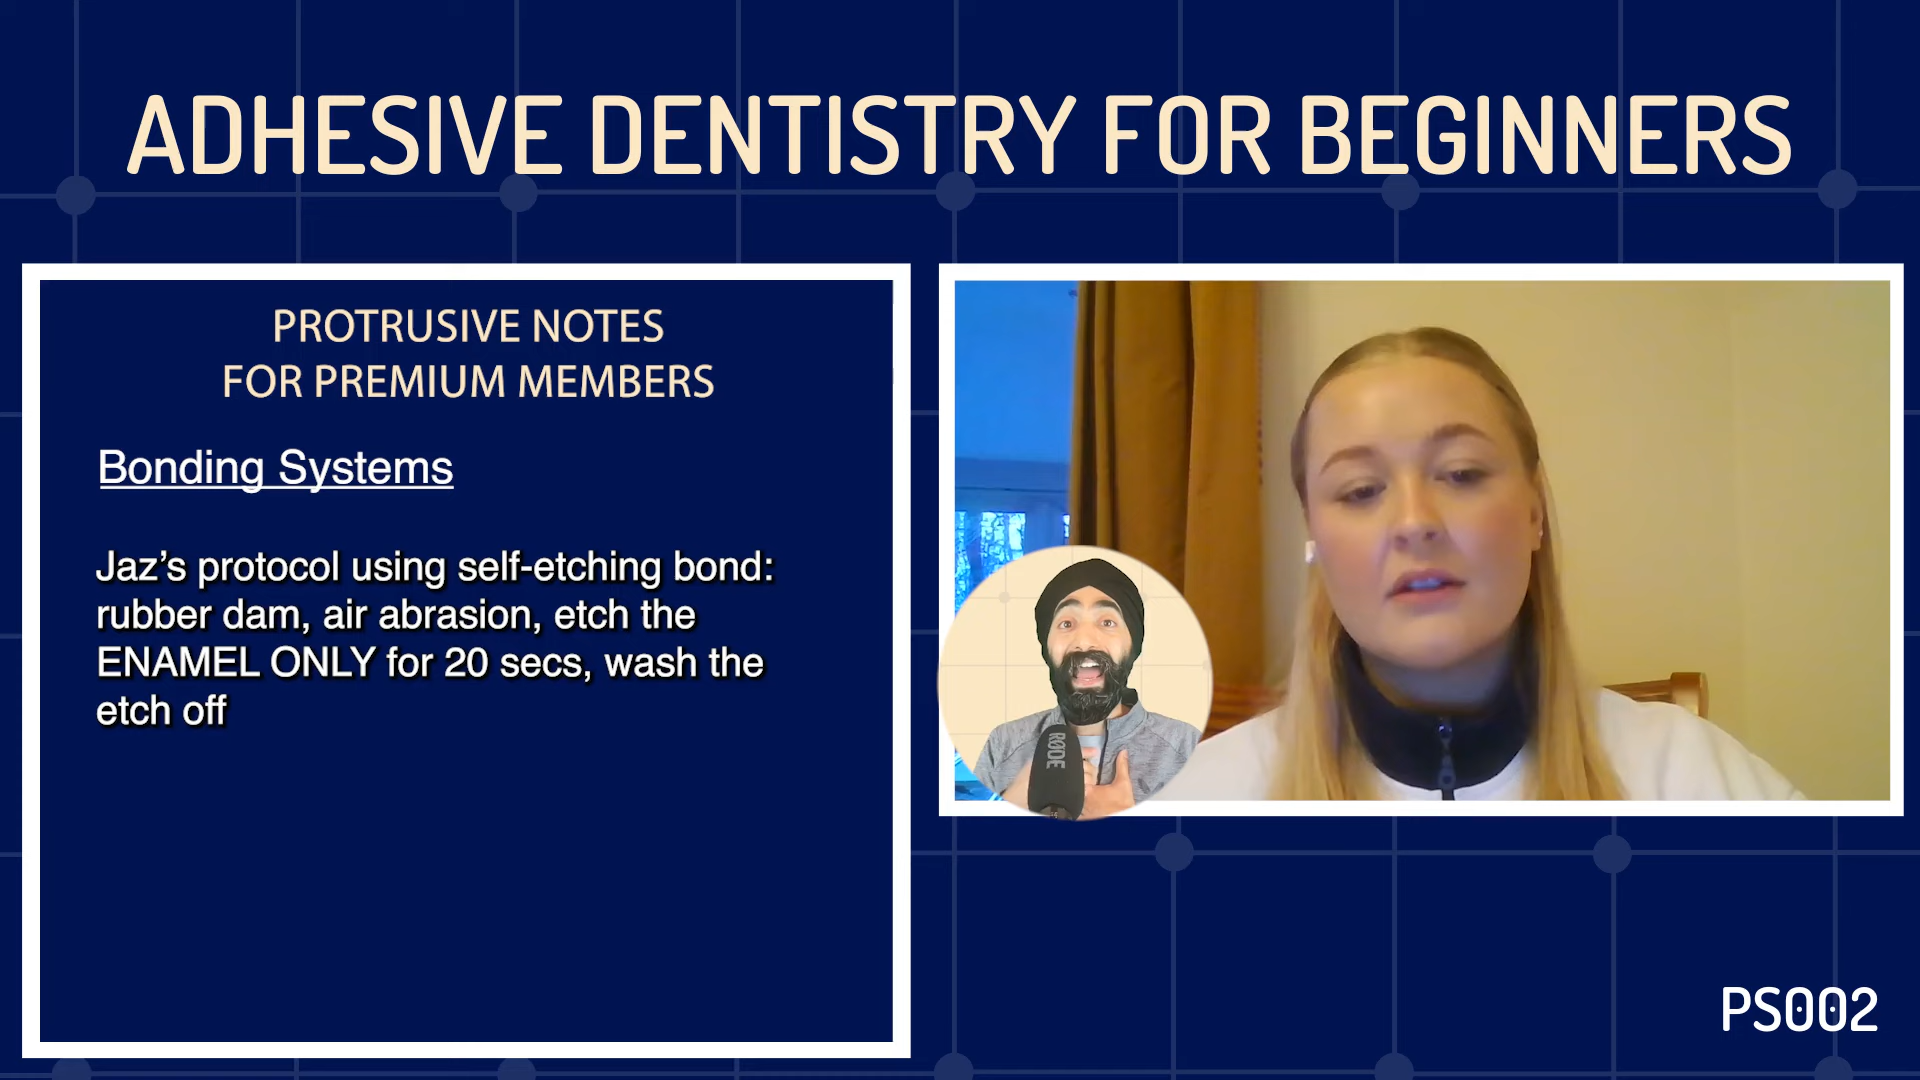 ADHESIVE DENTISTRY FOR BEGINNERS
PROTRUSIVE NOTES
FOR PREMIUM MEMBERS
Bonding Systems
Jaz’s protocol using self-etching bond:
rubber dam, air abrasion, etch the
ENAMEL ONLY for 20 secs, wash the
etch off
RØDE
PS002